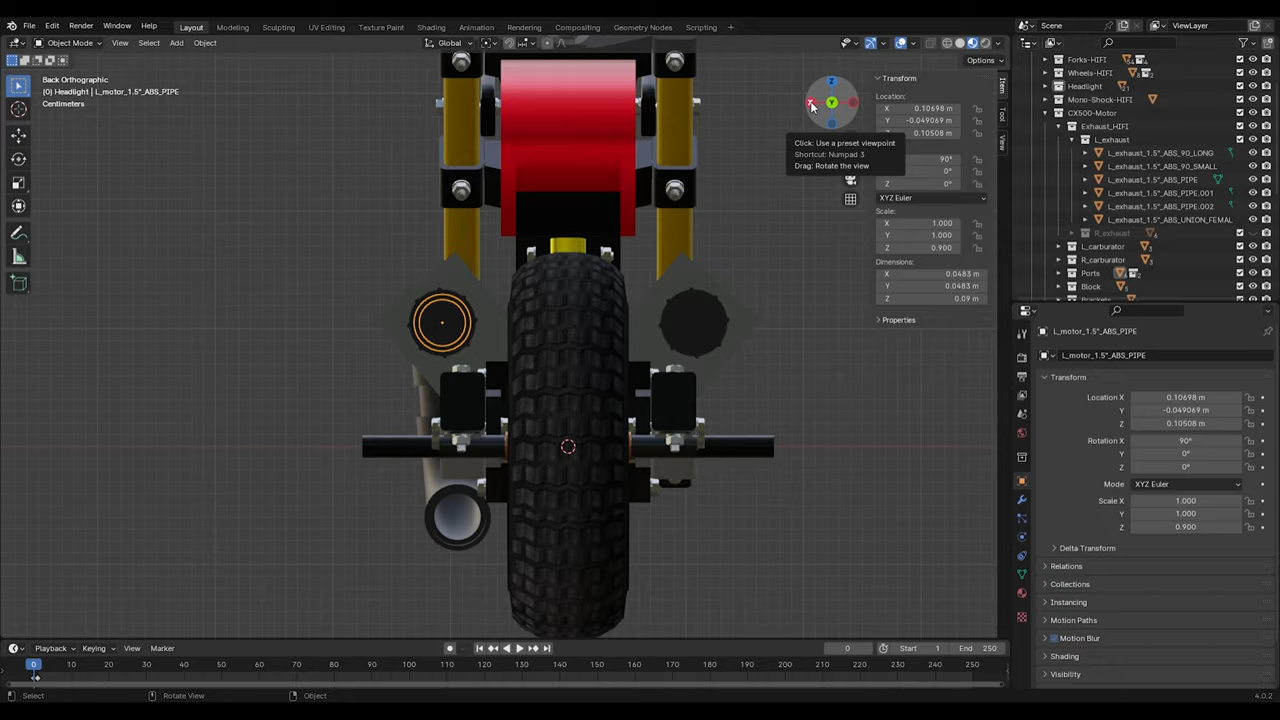 File Edit Render Window Help Layout Modeling Sculpting UV Editing Texture Paint Shading Animation Rendering Compositing Geometry Nodes + Scene ViewLayer
Object Mode View Select Add Object Global
Options
Back Orthographic
(0) Headlight | L_motor_1.5"_ABS_PIPE
Centimeters
Z
X
Y
Click: Use a preset viewpoint
Shortcut: Numpad 3
Drag: Rotate the view
Transform
Location:
X 0.10698 m
Y -0.049069 m
0.10508 m
90°
Y 0°
Z 0°
XYZ Euler
Scale:
X 1.000
Y 1.000
Z 0.900
Dimensions:
X 0.0483 m
Y 0.0483 m
Z 0.09 m
Properties
Item
Tool
View
Forks-HIFI
Wheels-HIFI
Headlight
Mono-Shock-HIFI
CX500-Motor
Exhaust_HIFI
L_exhaust
L_exhaust_1.5"_ABS_90_LONG
L_exhaust_1.5"_ABS_90_SMALL
L_exhaust_1.5"_ABS_PIPE
L_exhaust_1.5"_ABS_PIPE.001
L_exhaust_1.5"_ABS_PIPE.002
L_exhaust_1.5"_ABS_UNION_FEMAL
R_exhaust
L_carburator
R_carburator
Ports
Block
L_motor_1.5"_ABS_PIPE
L_motor_1.5"_ABS_PIPE
Transform
Location X 0.10698 m
Y -0.049069 m
Z 0.10508 m
Rotation X 90°
Y 0°
Z 0°
Mode XYZ Euler
Scale X 1.000
Y 1.000
Z 0.900
Delta Transform
Relations
Collections
Instancing
Motion Paths
Motion Blur
Shading
Visibility
Playback Keying View Marker 0 Start 1 End 250
0 10 20 30 40 50 60 70 80 90 100 110 120 130 140 150 160 170 180 190 200 210 220 230 240 250
Select Rotate View Object 4.0.2